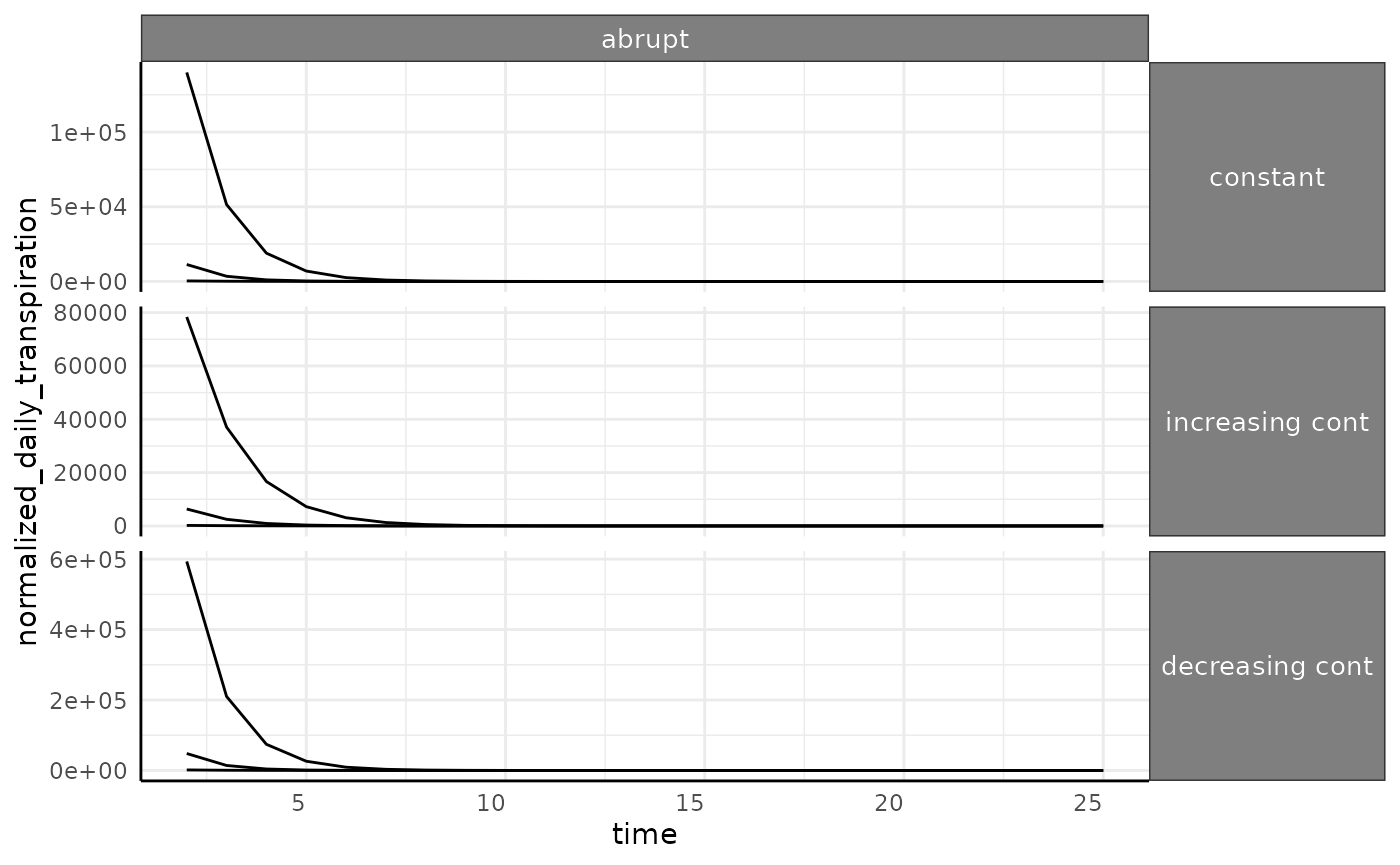 abrupt
1e+05
5e+04
0e+00
constant
80000
60000
40000
20000
0
increasing cont
6e+05
4e+05
2e+05
0e+00
decreasing cont
normalized_daily_transpiration
5 10 15 20 25
time